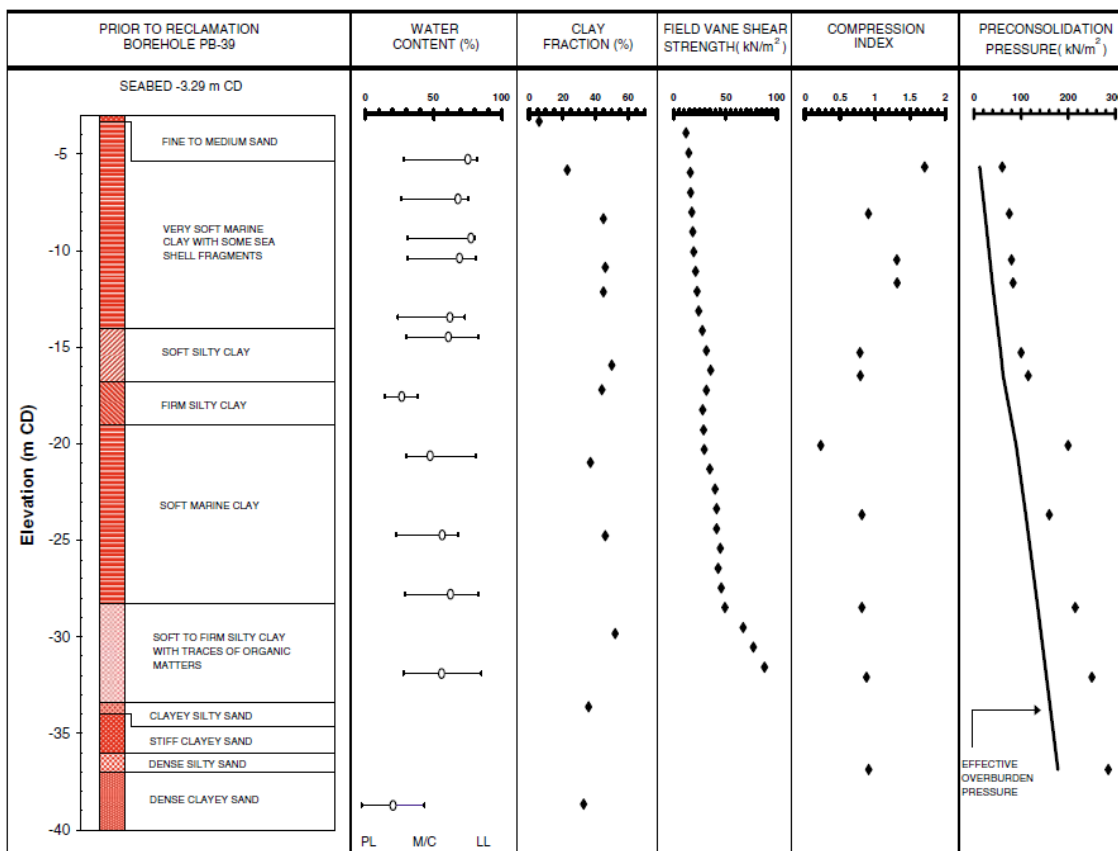 PRIOR TO RECLAMATION
BOREHOLE PB-39
WATER
CONTENT (%)
CLAY
FRACTION (%)
FIELD VANE SHEAR
STRENGTH( kN/m²)
COMPRESSION
INDEX
PRECONSOLIDATION
PRESSURE( kN/m²)
SEABED -3.29 m CD
0 50 100
0 20 40 60
0 50 100
0 0.5 1 1.5 2
0 100 200 300
Elevation (m CD)
-5
-10
-15
-20
-25
-30
-35
-40
FINE TO MEDIUM SAND
VERY SOFT MARINE
CLAY WITH SOME SEA
SHELL FRAGMENTS
SOFT SILTY CLAY
FIRM SILTY CLAY
SOFT MARINE CLAY
SOFT TO FIRM SILTY CLAY
WITH TRACES OF ORGANIC
MATTERS
CLAYEY SILTY SAND
STIFF CLAYEY SAND
DENSE SILTY SAND
DENSE CLAYEY SAND
PL M/C LL
EFFECTIVE
OVERBURDEN
PRESSURE